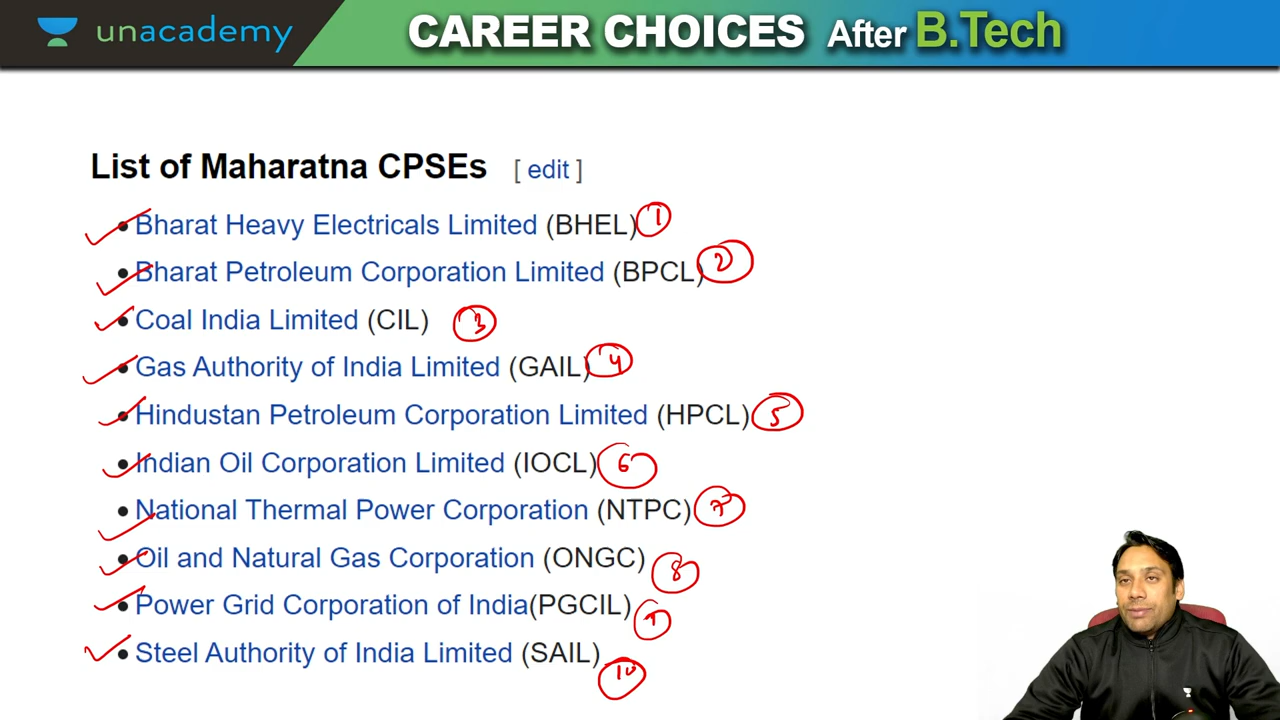 unacademy CAREER CHOICES After B.Tech
List of Maharatna CPSEs [ edit ]
• Bharat Heavy Electricals Limited (BHEL) 1
• Bharat Petroleum Corporation Limited (BPCL) 2
• Coal India Limited (CIL) 3
• Gas Authority of India Limited (GAIL) 4
• Hindustan Petroleum Corporation Limited (HPCL) 5
• Indian Oil Corporation Limited (IOCL) 6
• National Thermal Power Corporation (NTPC) 7
• Oil and Natural Gas Corporation (ONGC) 8
• Power Grid Corporation of India(PGCIL) 9
• Steel Authority of India Limited (SAIL) 10